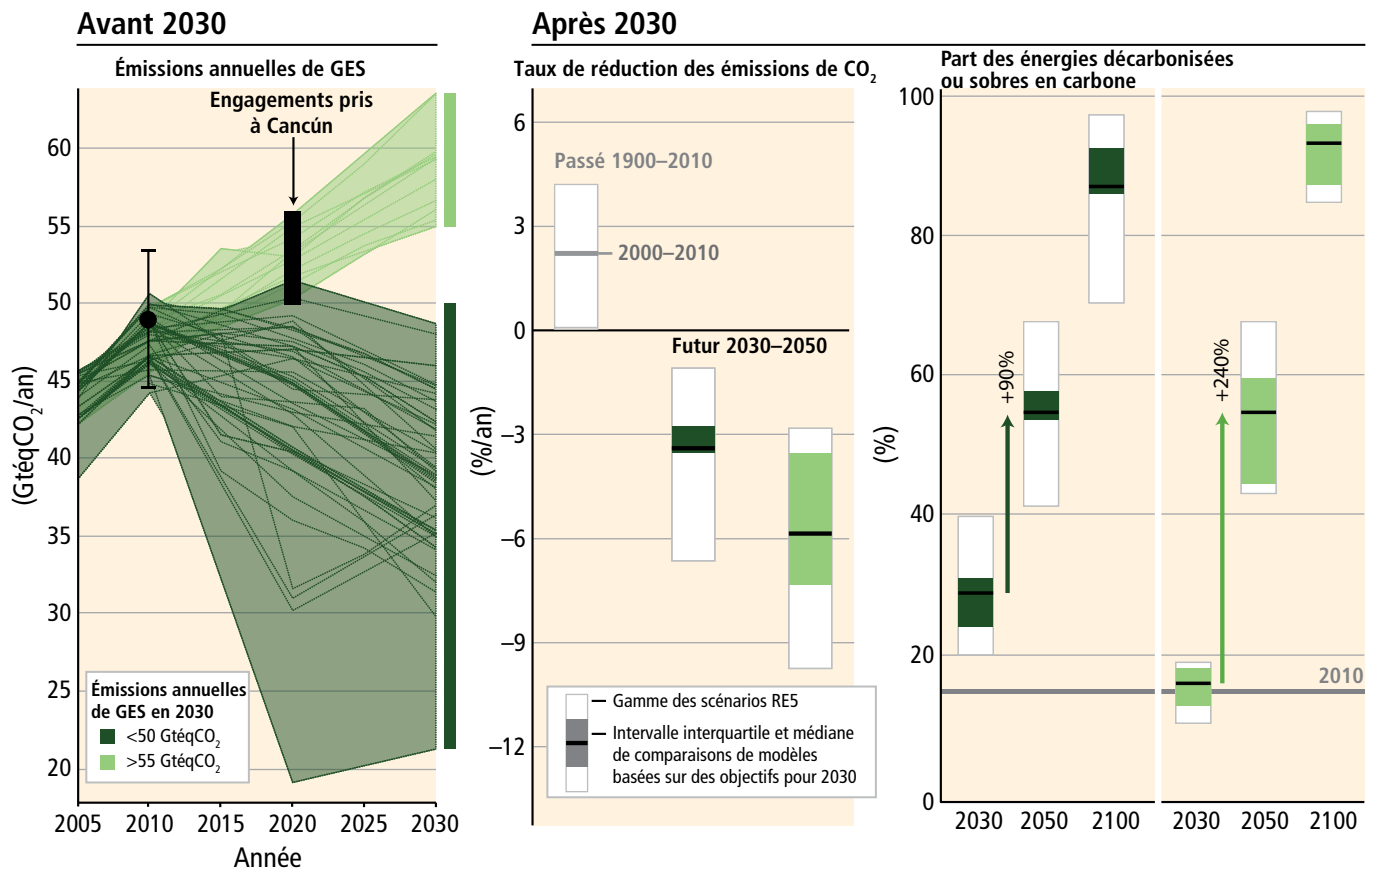 Avant 2030
Émissions annuelles de GES
Engagements pris
à Cancún
(GtéqCO2/an)
60
55
50
45
40
35
30
25
20
Émissions annuelles
de GES en 2030
<50 GtéqCO2
>55 GtéqCO2
2005 2010 2015 2020 2025 2030
Année
Après 2030
Taux de réduction des émissions de CO2
(%/an)
6
3
0
–3
–6
–9
–12
Passé 1900–2010
2000–2010
Futur 2030–2050
Gamme des scénarios RE5
Intervalle interquartile et médiane
de comparaisons de modèles
basées sur des objectifs pour 2030
Part des énergies décarbonisées
ou sobres en carbone
(%)
100
80
60
40
20
0
+90%
+240%
2010
2030 2050 2100 2030 2050 2100